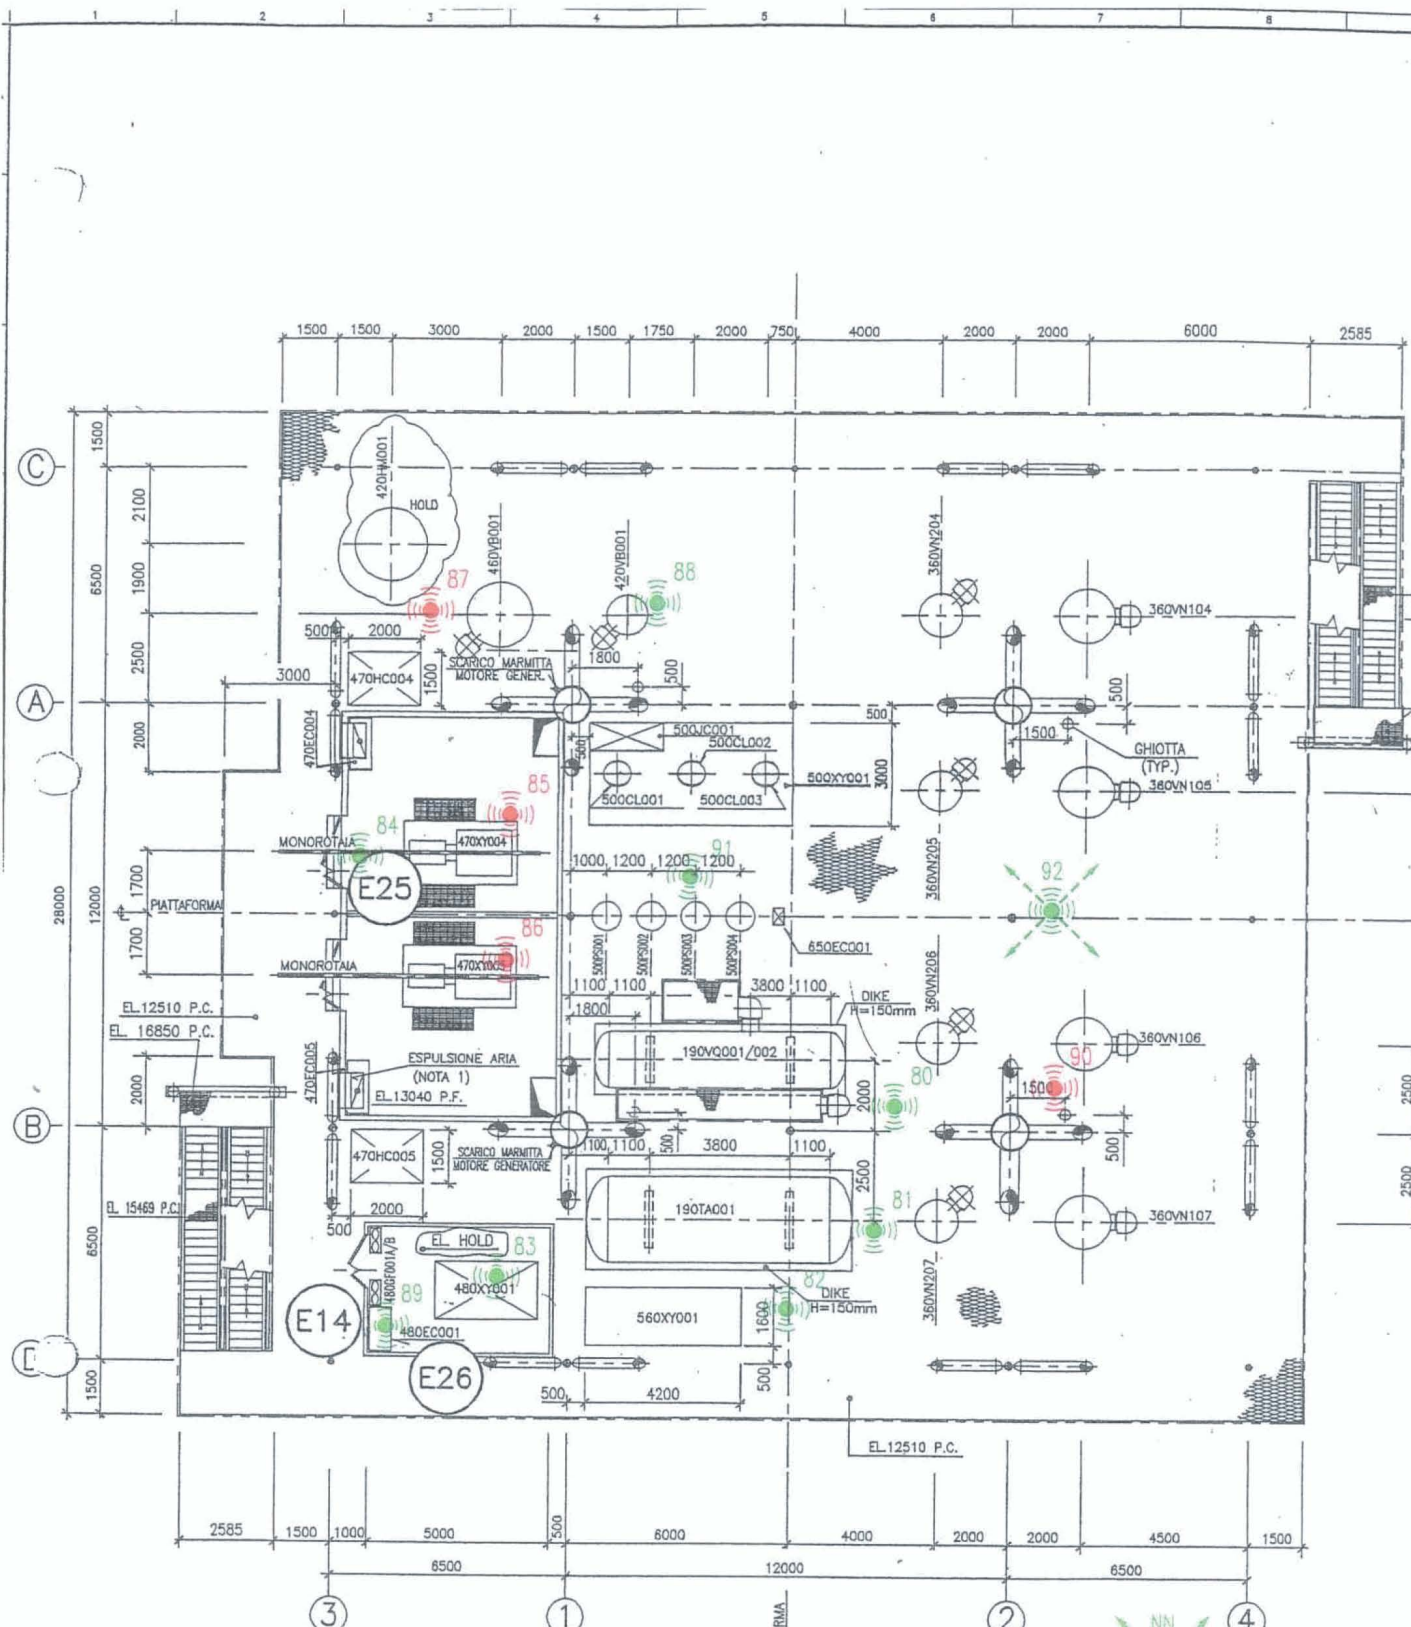 1 2 3 4 5 6 7 8
1500 1500 3000 2000 1500 1750 2000 750 4000 2000 2000 6000 2585
C
1500
420HM001
HOLD
2100
460VB001
420VB001
360VN204
87
88
6500
1900
360VN104
500 2000
1800
SCARICO MARMITTA
MOTORE GENER.
2500
3000
470HC004
1500
500
A
500
500
1500
GHIOTTA
(TYP.)
2000
470EC004
500
500JC001
500CL002
3000
500CL001
500CL003
500XY001
360VN105
85
84
MONOROTAIA
470XY004
91
1000 1200 1200 1200
360VN205
92
E25
28000
12000
1700
PIATTAFORMA
1700
86
500PS001
500PS002
500PS003
500PS004
650EC001
MONOROTAIA
470XY005
1100 1100
3800 1100
360VN206
EL.12510 P.C.
EL. 16850 P.C.
1800
DIKE
H=150mm
190VQ001/002
360VN106
470EC005
ESPULSIONE ARIA
(NOTA 1)
EL.13040 P.F.
80
90
1500
2000
2000
2500
B
500
500
1100 1100 3800 1100
SCARICO MARMITTA
MOTORE GENERATORE
470HC005
1500
2500
2500
EL. 15469 P.C.
2000
500
190TA001
81
360VN107
6500
EL HOLD
83
480GF001A/B
480XY001
82
DIKE
H=150mm
360VN207
E14
89
480EC001
560XY001
1600
E26
500
1500
500 4200
EL.12510 P.C.
2585 1500 1000 5000 500 6000 4000 2000 2000 4500 1500
6500 12000 6500
3 1 2 4
RMA
NN